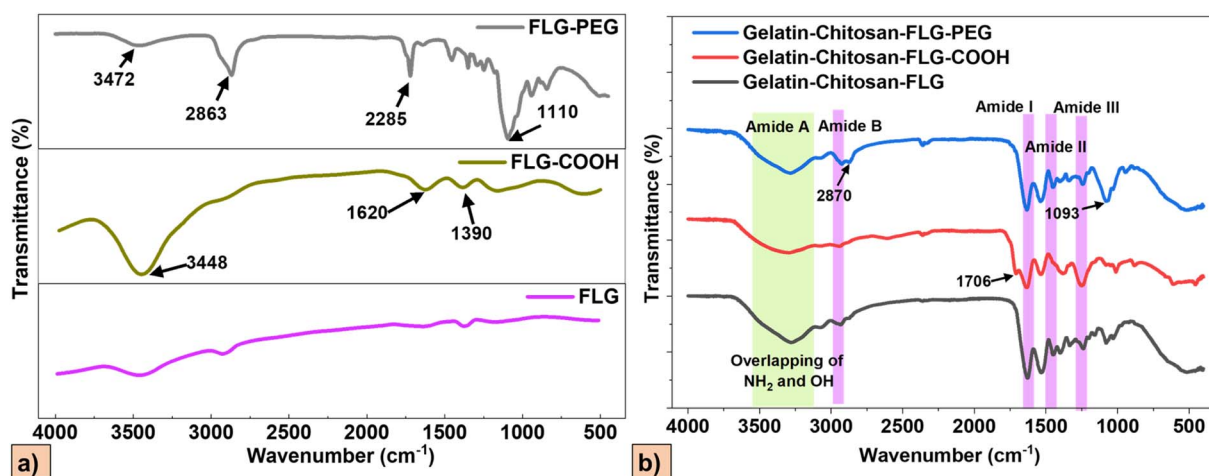 FLG-PEG
3472
2863
2285
1110
FLG-COOH
1620
1390
3448
FLG
Transmittance (%)
4000 3500 3000 2500 2000 1500 1000 500
Wavenumber (cm-1)
a)
Gelatin-Chitosan-FLG-PEG
Gelatin-Chitosan-FLG-COOH
Gelatin-Chitosan-FLG
Amide I
Amide III
Amide A
Amide B
Amide II
2870
1093
1706
Overlapping of
NH2 and OH
Transmittance (%)
4000 3500 3000 2500 2000 1500 1000 500
Wavenumber (cm-1)
b)